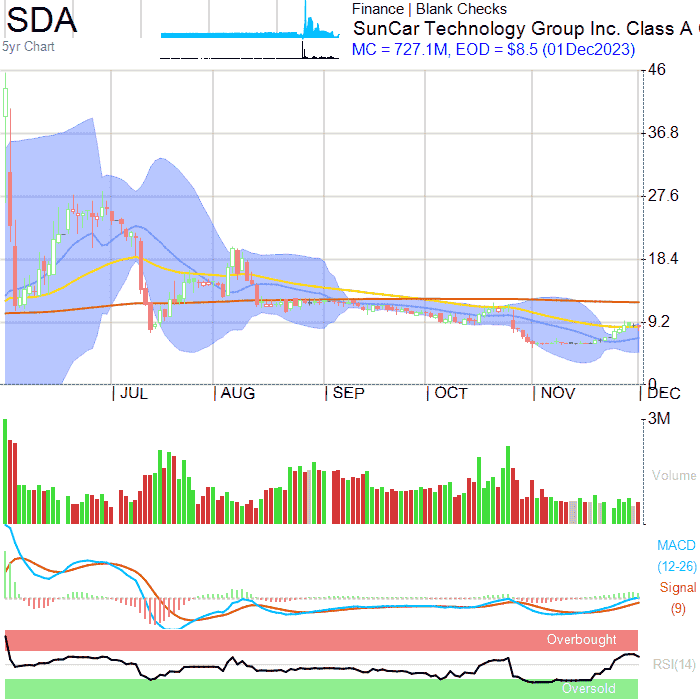 SDA
5yr Chart
Finance | Blank Checks
SunCar Technology Group Inc. Class A
MC = 727.1M, EOD = $8.5 (01Dec2023)
46
36.8
27.6
18.4
9.2
0
JUL
AUG
SEP
OCT
NOV
DEC
3M
Volume
MACD
(12-26)
Signal
(9)
Overbought
RSI(14)
Oversold